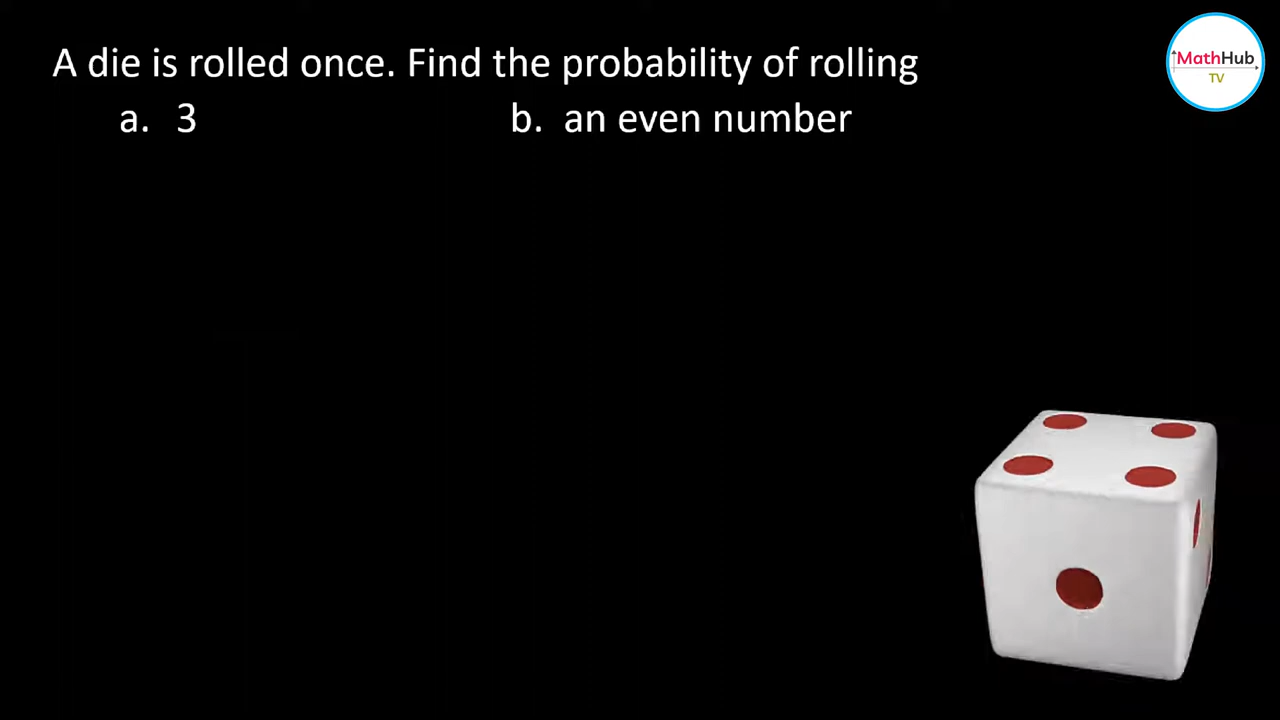 A die is rolled once. Find the probability of rolling
a. 3 b. an even number
MathHub
TV